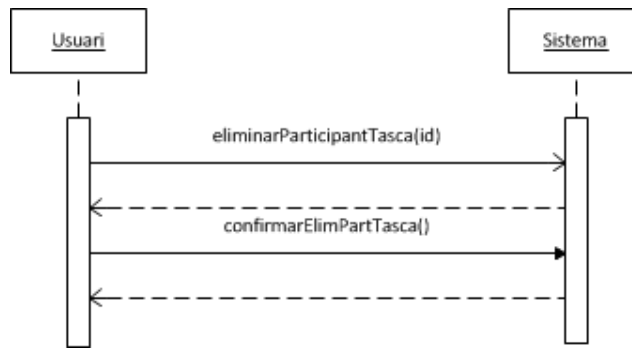 Usuari
Sistema
eliminarParticipantTasca(id)
confirmarElimPartTasca()